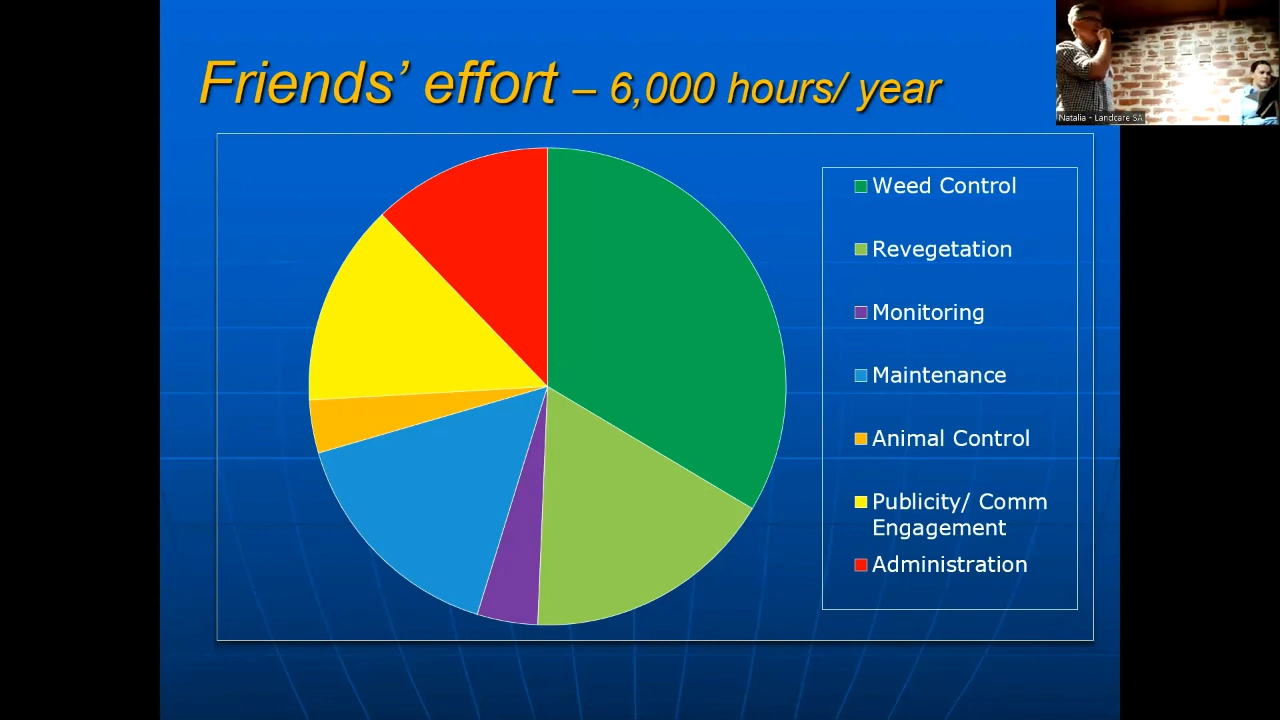 Friends’ effort – 6,000 hours/ year
Natalia - Landcare SA
Weed Control
Revegetation
Monitoring
Maintenance
Animal Control
Publicity/ Comm
Engagement
Administration